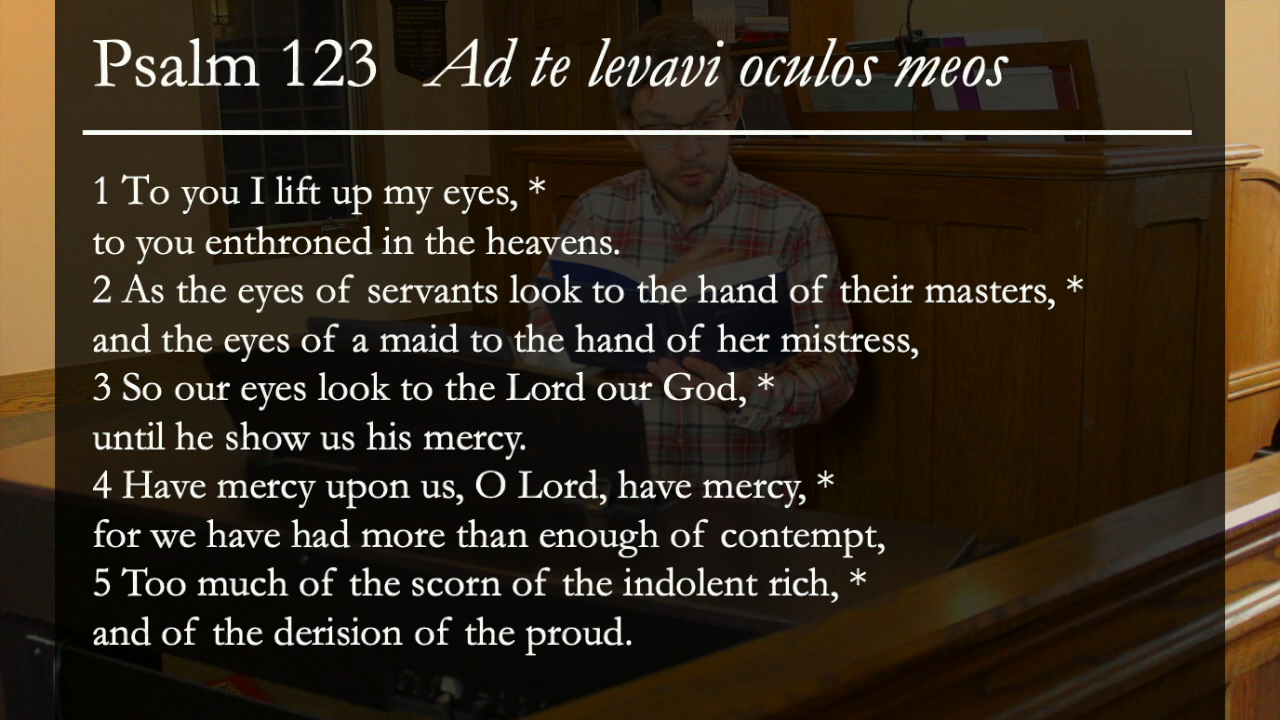 Psalm 123 Ad te levavi oculos meos
1 To you I lift up my eyes, *
to you enthroned in the heavens.
2 As the eyes of servants look to the hand of their masters, *
and the eyes of a maid to the hand of her mistress,
3 So our eyes look to the Lord our God, *
until he show us his mercy.
4 Have mercy upon us, O Lord, have mercy, *
for we have had more than enough of contempt,
5 Too much of the scorn of the indolent rich, *
and of the derision of the proud.